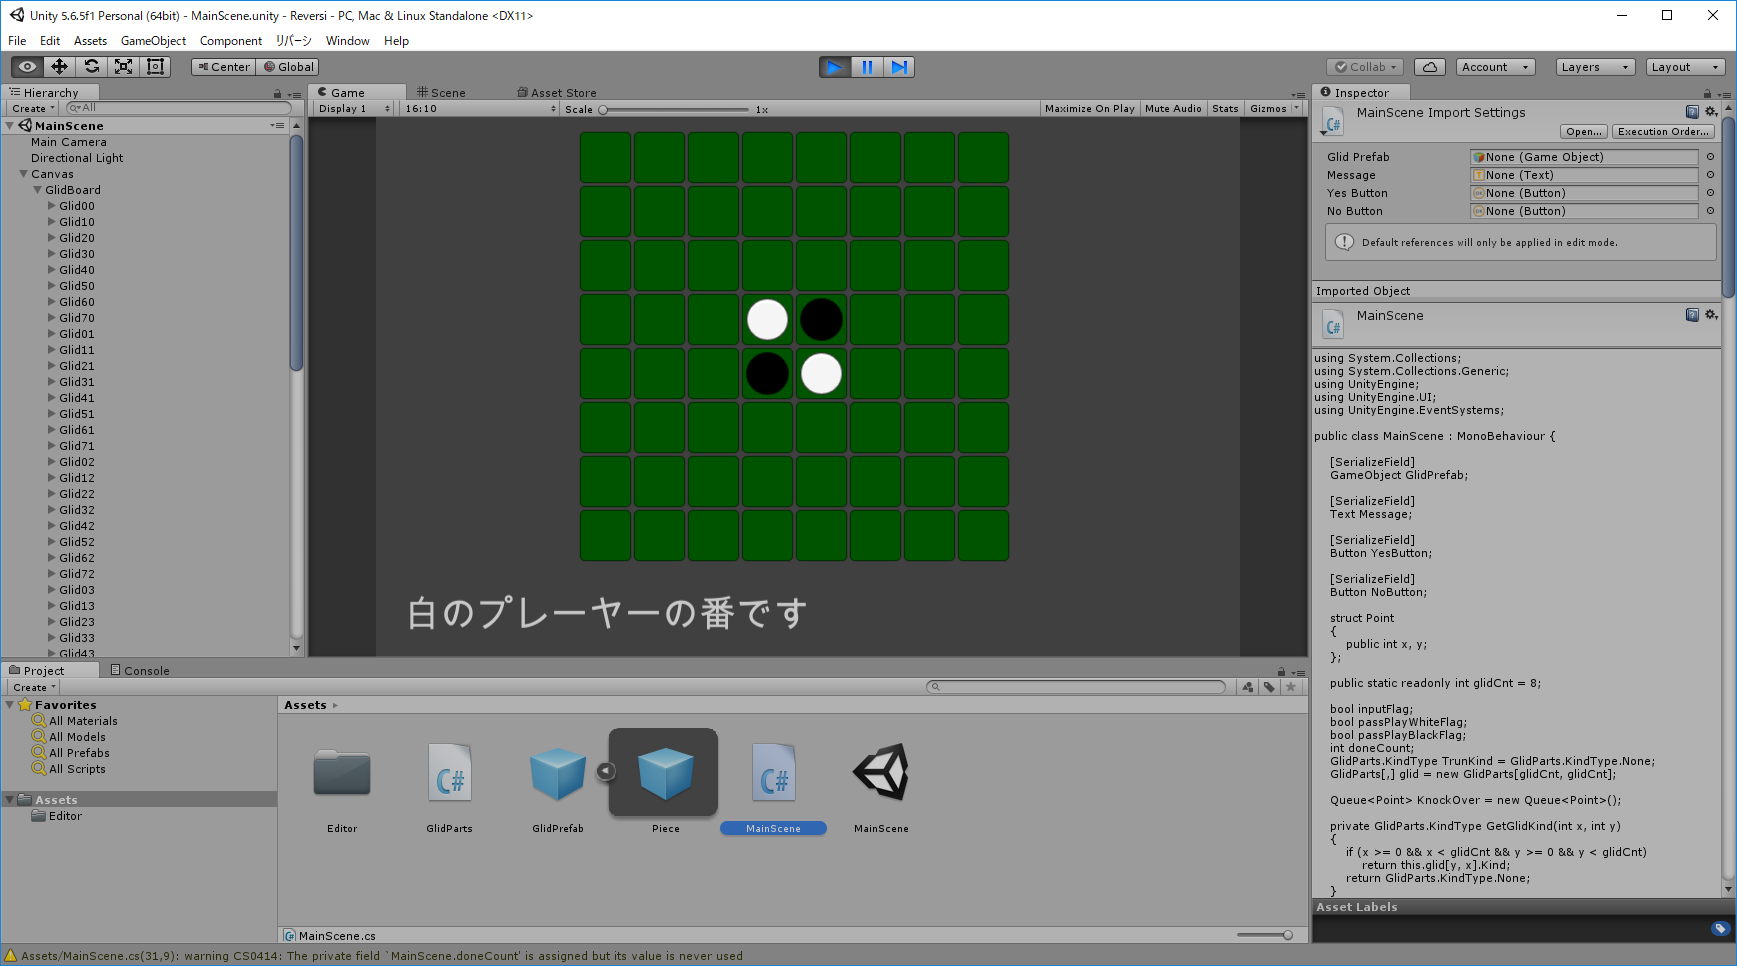 Unity 5.6.5f1 Personal (64bit) - MainScene.unity - Reversi - PC, Mac & Linux Standalone <DX11>
File Edit Assets GameObject Component リバーシ Window Help
Center Global
Collab Account Layers Layout
Hierarchy
Create All
MainScene
Main Camera
Directional Light
Canvas
GlidBoard
Glid00
Glid10
Glid20
Glid30
Glid40
Glid50
Glid60
Glid70
Glid01
Glid11
Glid21
Glid31
Glid41
Glid51
Glid61
Glid71
Glid02
Glid12
Glid22
Glid32
Glid42
Glid52
Glid62
Glid72
Glid03
Glid13
Glid23
Glid33
Glid43
Game Scene Asset Store
Display 1 16:10 Scale 1x Maximize On Play Mute Audio Stats Gizmos
白のプレーヤーの番です
Inspector
MainScene Import Settings
Open... Execution Order...
Glid Prefab None (Game Object)
Message None (Text)
Yes Button None (Button)
No Button None (Button)
Default references will only be applied in edit mode.
Imported Object
MainScene
using System.Collections;
using System.Collections.Generic;
using UnityEngine;
using UnityEngine.UI;
using UnityEngine.EventSystems;
public class MainScene : MonoBehaviour {
[SerializeField]
GameObject GlidPrefab;
[SerializeField]
Text Message;
[SerializeField]
Button YesButton;
[SerializeField]
Button NoButton;
struct Point
{
public int x, y;
};
public static readonly int glidCnt = 8;
bool inputFlag;
bool passPlayWhiteFlag;
bool passPlayBlackFlag;
int doneCount;
GlidParts.KindType TrunKind = GlidParts.KindType.None;
GlidParts[,] glid = new GlidParts[glidCnt, glidCnt];
Queue<Point> KnockOver = new Queue<Point>();
private GlidParts.KindType GetGlidKind(int x, int y)
{
if (x >= 0 && x < glidCnt && y >= 0 && y < glidCnt)
return this.glid[y, x].Kind;
return GlidParts.KindType.None;
}
Asset Labels
Project Console
Create
Favorites
All Materials
All Models
All Prefabs
All Scripts
Assets
Editor
Assets
C# C#
Editor GlidParts GlidPrefab Piece MainScene MainScene
MainScene.cs
Assets/MainScene.cs(31,9): warning CS0414: The private field `MainScene.doneCount' is assigned but its value is never used